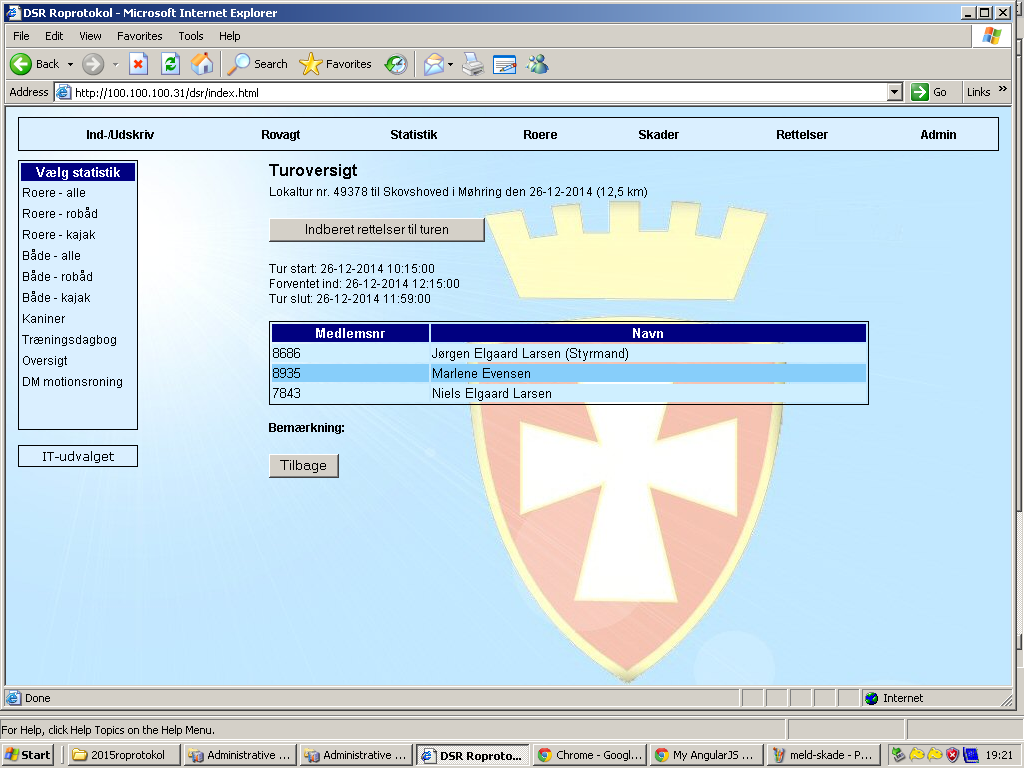 DSR Roprotokol - Microsoft Internet Explorer
File Edit View Favorites Tools Help
Back Search Favorites
Address http://100.100.100.31/dsr/index.html Go Links »
Ind-/Udskriv Rovagt Statistik Roere Skader Rettelser Admin
Vælg statistik
Roere - alle
Roere - robåd
Roere - kajak
Både - alle
Både - robåd
Både - kajak
Kaniner
Træningsdagbog
Oversigt
DM motionsroning
IT-udvalget
Turoversigt
Lokaltur nr. 49378 til Skovshoved i Møhring den 26-12-2014 (12,5 km)
Indberet rettelser til turen
Tur start: 26-12-2014 10:15:00
Forventet ind: 26-12-2014 12:15:00
Tur slut: 26-12-2014 11:59:00
Medlemsnr Navn
8686 Jørgen Elgaard Larsen (Styrmand)
8935 Marlene Evensen
7843 Niels Elgaard Larsen
Bemærkning:
Tilbage
Done Internet
For Help, click Help Topics on the Help Menu.
Start 2015roprotokol Administrative ... Administrative ... DSR Roproto... Chrome - Googl... My AngularJS ... meld-skade - P... 19:21